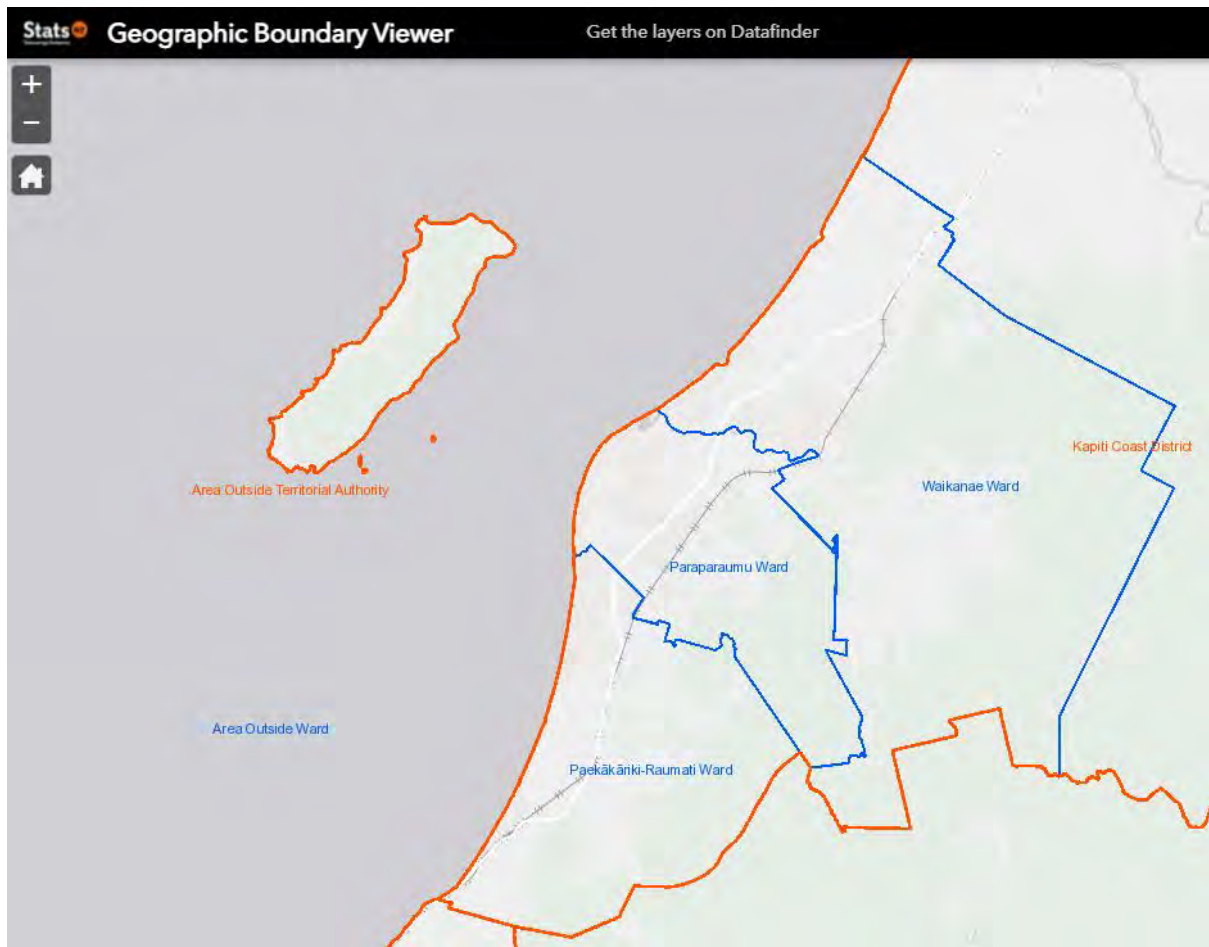 Stats NZ
Geographic Boundary Viewer
Get the layers on Datafinder
+
−
Kapiti Coast District
Area Outside Territorial Authority
Waikanae Ward
Paraparaumu Ward
Area Outside Ward
Paekākāriki-Raumati Ward